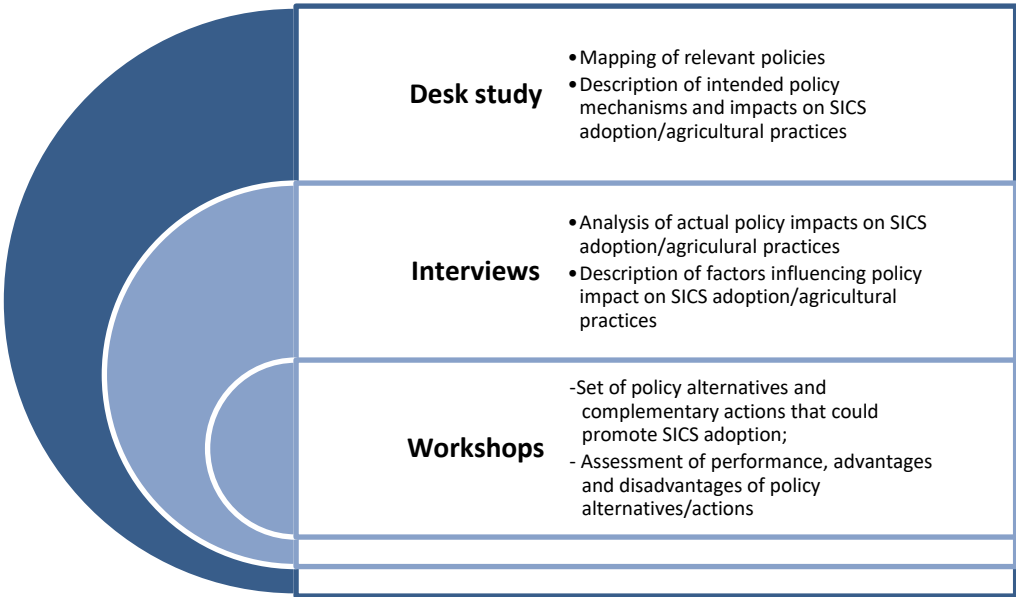 Desk study
•Mapping of relevant policies
•Description of intended policy
mechanisms and impacts on SICS
adoption/agricultural practices
Interviews
•Analysis of actual policy impacts on SICS
adoption/agriculural practices
•Description of factors influencing policy
impact on SICS adoption/agricultural
practices
Workshops
-Set of policy alternatives and
complementary actions that could
promote SICS adoption;
- Assessment of performance, advantages
and disadvantages of policy
alternatives/actions